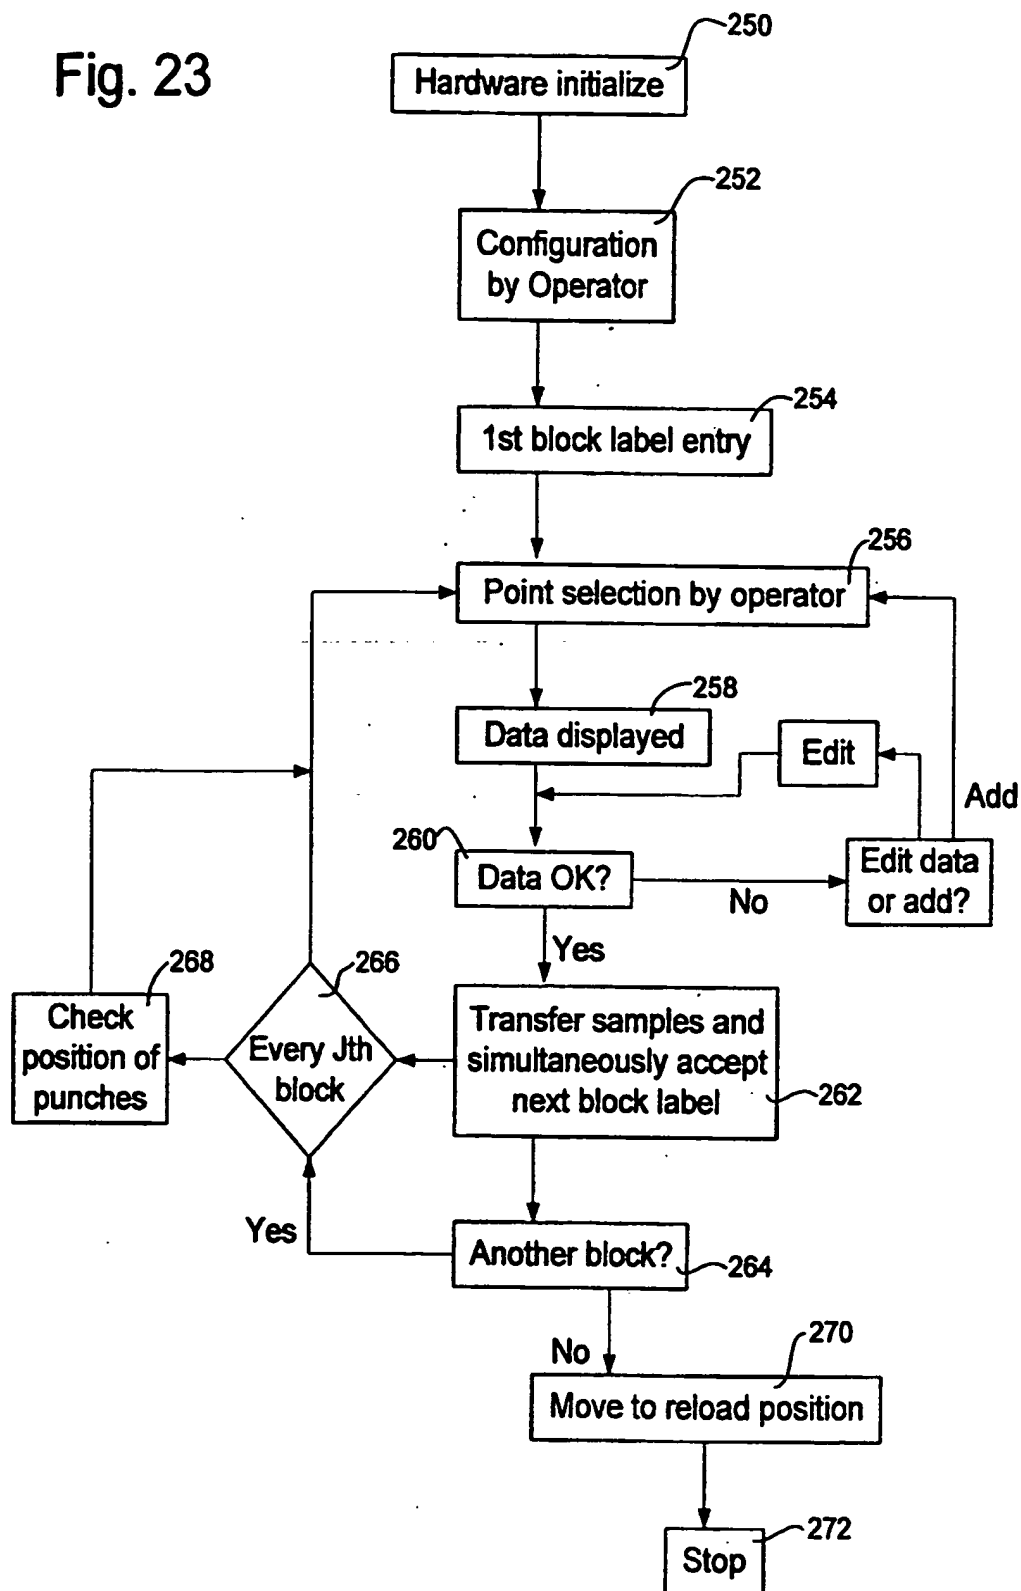 Fig. 23
250
Hardware initialize
252
Configuration
by Operator
254
1st block label entry
256
Point selection by operator
258
Data displayed
Edit
Add
260
Data OK?
No
Edit data
or add?
Yes
268
266
Check
position of
punches
Every Jth
block
Transfer samples and
simultaneously accept
next block label
262
Yes
Another block?
264
No
270
Move to reload position
272
Stop